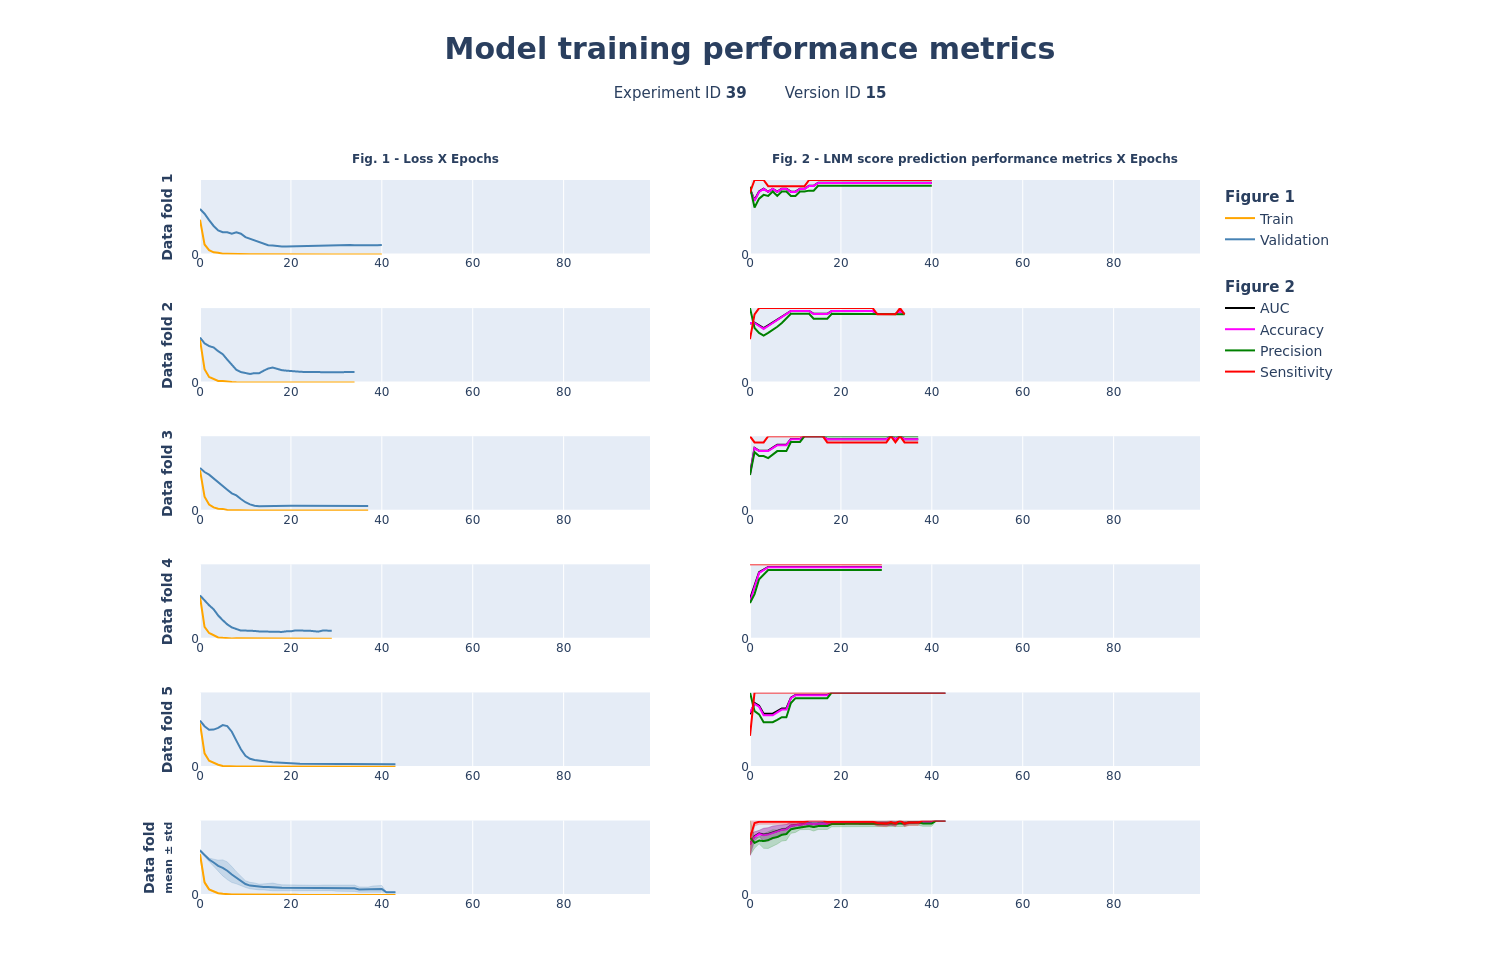 Model training performance metrics
Experiment ID 39 Version ID 15
Fig. 1 - Loss X Epochs
Fig. 2 - LNM score prediction performance metrics X Epochs
Data fold 1
0
0 20 40 60 80
0
0 20 40 60 80
Figure 1
Train
Validation
Figure 2
AUC
Accuracy
Precision
Sensitivity
Data fold 2
0
0 20 40 60 80
0
0 20 40 60 80
Data fold 3
0
0 20 40 60 80
0
0 20 40 60 80
Data fold 4
0
0 20 40 60 80
0
0 20 40 60 80
Data fold 5
0
0 20 40 60 80
0
0 20 40 60 80
Data fold
mean ± std
0
0 20 40 60 80
0
0 20 40 60 80